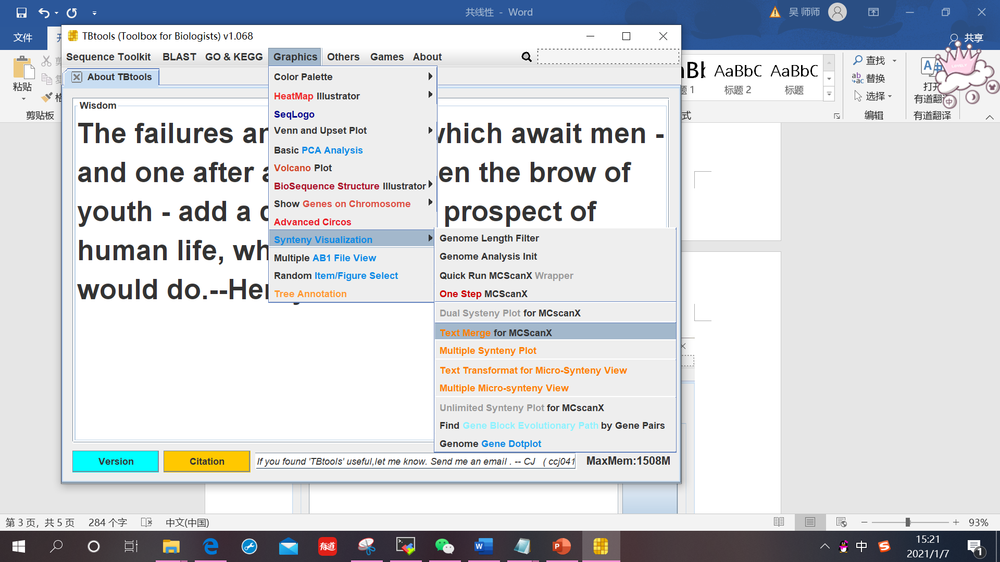 共线性 - Word
吴 师师
文件
共享
TBtools (Toolbox for Biologists) v1.068
Sequence Toolkit BLAST GO & KEGG Graphics Others Games About
About TBtools
Wisdom
The failures
which await men -
and one after
en the brow of
youth - add a
prospect of
human life,
would do.--
Color Palette
HeatMap Illustrator
SeqLogo
Venn and Upset Plot
Basic PCA Analysis
Volcano Plot
BioSequence Structure Illustrator
Show Genes on Chromosome
Advanced Circos
Synteny Visualization
Multiple AB1 File View
Random Item/Figure Select
Tree Annotation
Genome Length Filter
Genome Analysis Init
Quick Run MCScanX Wrapper
One Step MCScanX
Dual Systeny Plot for MCscanX
Text Merge for MCScanX
Multiple Synteny Plot
Text Transformat for Micro-Synteny View
Multiple Micro-synteny View
Unlimited Synteny Plot for MCscanX
Find Gene Block Evolutionary Path by Gene Pairs
Genome Gene Dotplot
Version
Citation
If you found 'TBtools' useful,let me know. Send me an email . -- CJ ( ccj041
MaxMem:1508M
粘贴
剪贴板
AaBbC AaBbC
题 1 标题 2 标题
式
查找
替换
选择
编辑
打开
有道翻译
有道翻译
LOVELY
中
第 3 页，共 5 页 284 个字 中文(中国)
93%
有道
中
15:21
2021/1/7
1